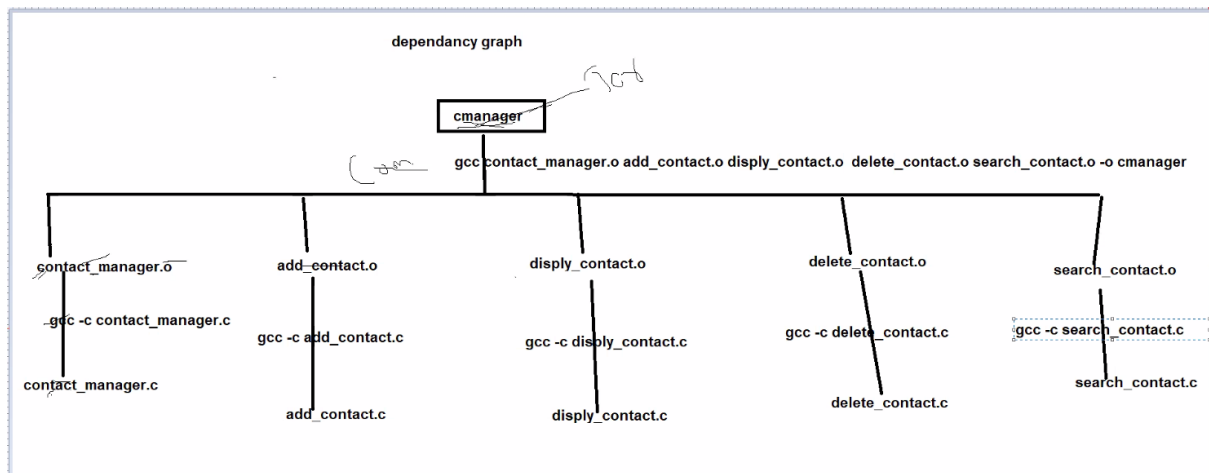 dependancy graph
cmanager
gcc contact_manager.o add_contact.o disply_contact.o delete_contact.o search_contact.o -o cmanager
contact_manager.o
add_contact.o
disply_contact.o
delete_contact.o
search_contact.o
gcc -c contact_manager.c
gcc -c add_contact.c
gcc -c disply_contact.c
gcc -c delete_contact.c
gcc -c search_contact.c
contact_manager.c
add_contact.c
disply_contact.c
delete_contact.c
search_contact.c